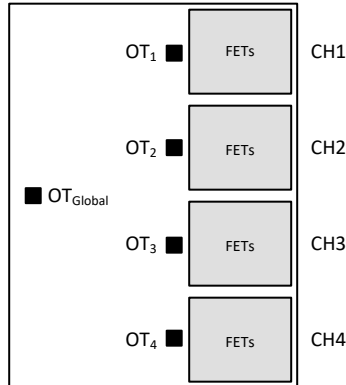 OT1 FETs CH1
OT2 FETs CH2
OTGlobal
OT3 FETs CH3
OT4 FETs CH4